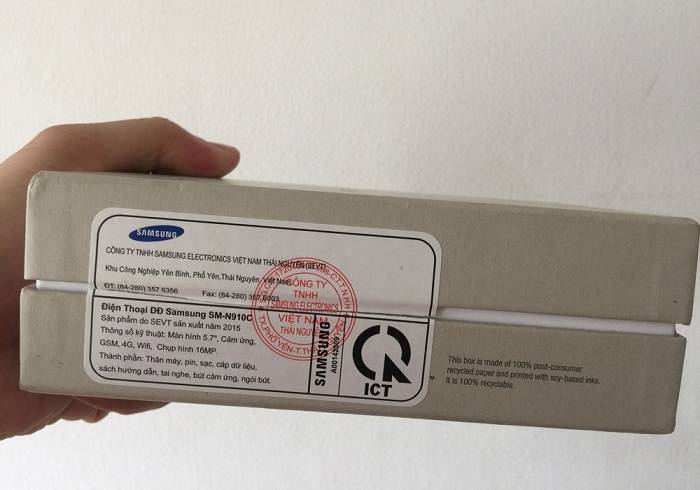 SAMSUNG
CÔNG TY TNHH SAMSUNG ELECTRONICS VIỆT NAM THÁI NGUYÊN (SEVT)
Khu Công Nghiệp Yên Bình, Phổ Yên, Thái Nguyên, Việt Nam
ĐT: (84-280) 357 6356 Fax: (84-280) 357 6003
Điện Thoại DĐ Samsung SM-N910C
Sản phẩm do SEVT sản xuất năm 2015
Thông số kỹ thuật: Màn hình 5.7", Cảm ứng,
GSM, 4G, Wifi, Chụp hình 16MP.
Thành phần: Thân máy, pin, sạc, cáp dữ liệu,
sách hướng dẫn, tai nghe, bút cảm ứng, ngòi bút.
CÔNG TY
TNHH
SAMSUNG ELECTRONICS
VIỆT NAM
THÁI NGUYÊN
SAMSUNG
ICT
This box is made of 100% post-consumer
recycled paper and printed with soy-based inks.
It is 100% recyclable.